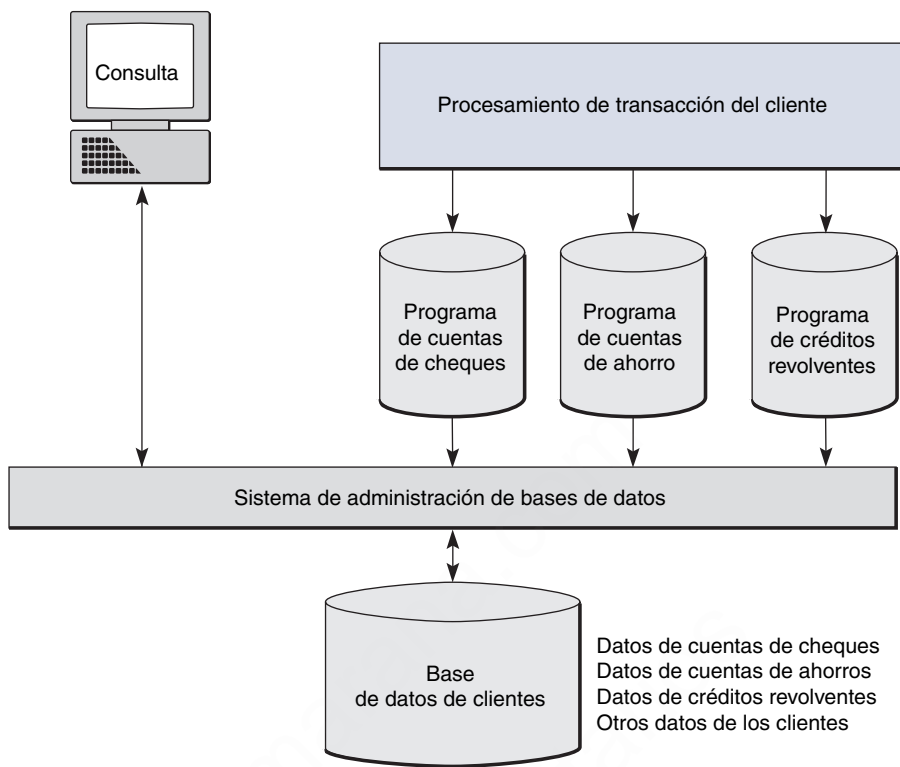 Consulta
Procesamiento de transacción del cliente
Programa
de cuentas
de cheques
Programa
de cuentas
de ahorro
Programa
de créditos
revolventes
Sistema de administración de bases de datos
Base
de datos de clientes
Datos de cuentas de cheques
Datos de cuentas de ahorros
Datos de créditos revolventes
Otros datos de los clientes